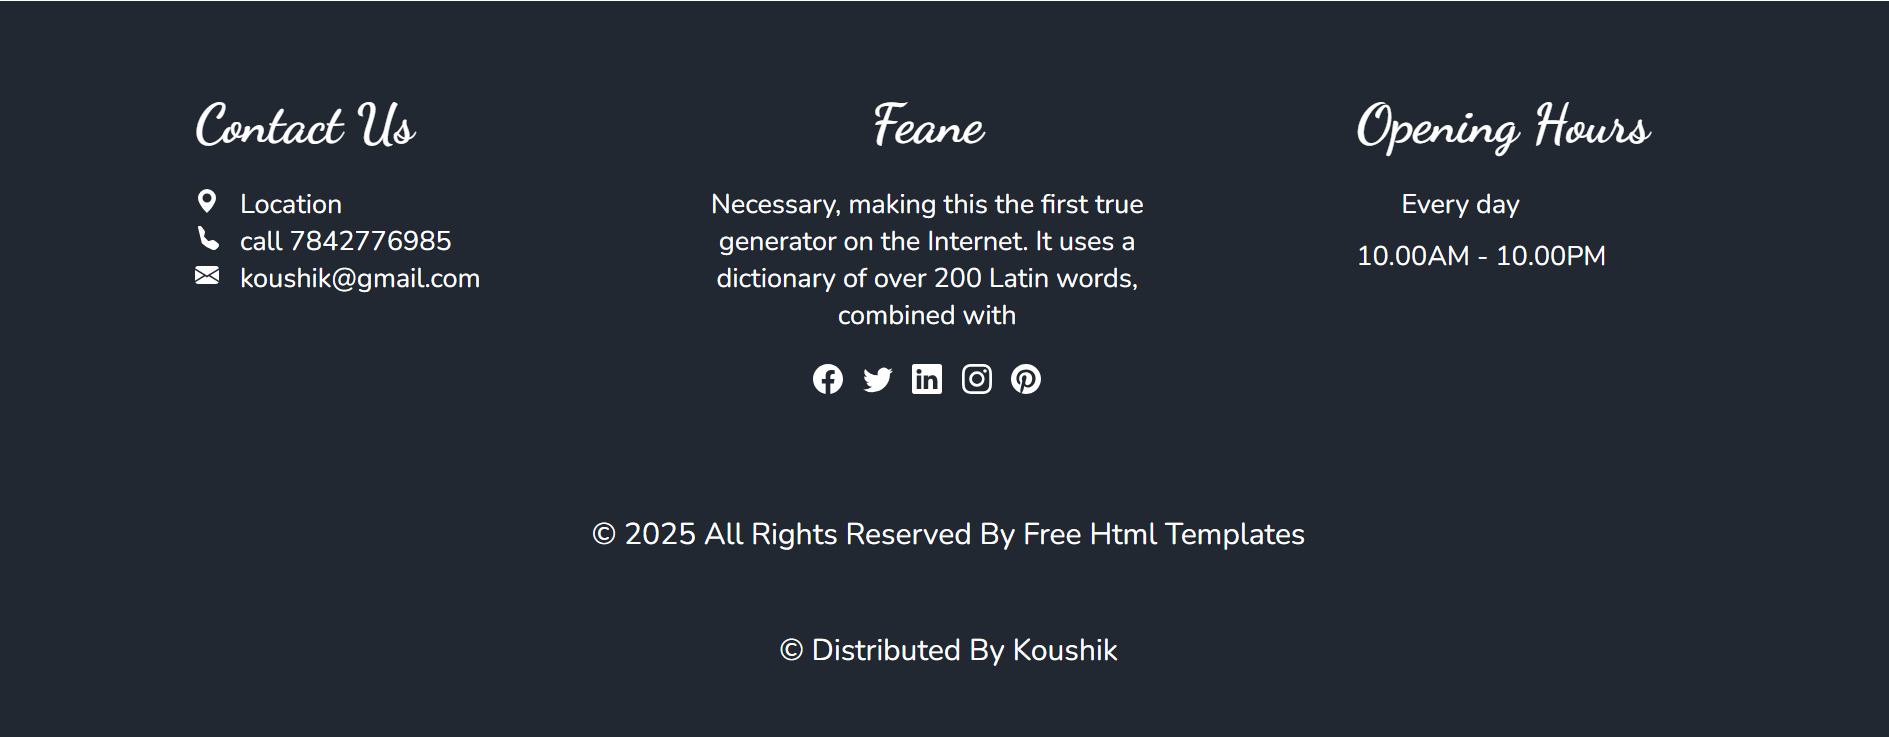 Contact Us
Location
call 7842776985
koushik@gmail.com
Feane
Necessary, making this the first true
generator on the Internet. It uses a
dictionary of over 200 Latin words,
combined with
Opening Hours
Every day
10.00AM - 10.00PM
© 2025 All Rights Reserved By Free Html Templates
© Distributed By Koushik